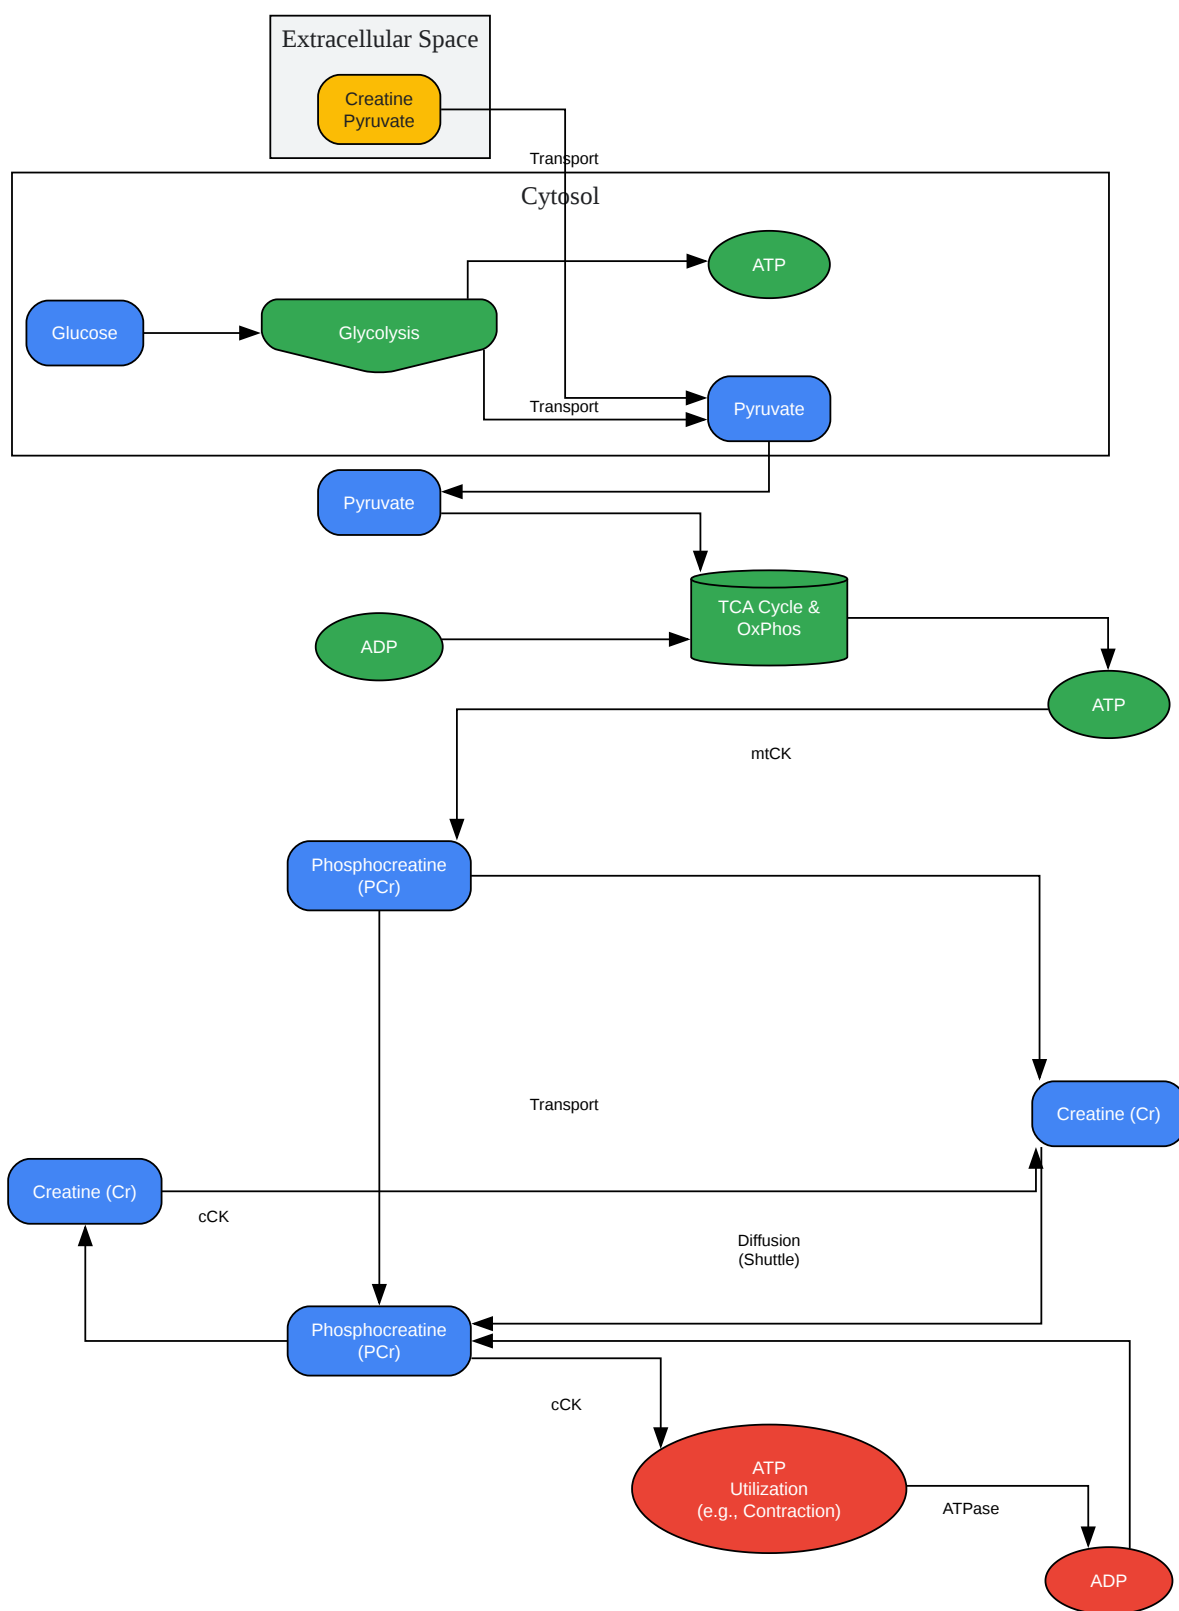 Extracellular Space
Creatine
Pyruvate
Transport
Cytosol
ATP
Glucose
Glycolysis
Transport
Pyruvate
Pyruvate
TCA Cycle &
OxPhos
ADP
ATP
mtCK
Phosphocreatine
(PCr)
Transport
Creatine (Cr)
Creatine (Cr)
cCK
Diffusion
(Shuttle)
Phosphocreatine
(PCr)
cCK
ATP
Utilization
(e.g., Contraction)
ATPase
ADP